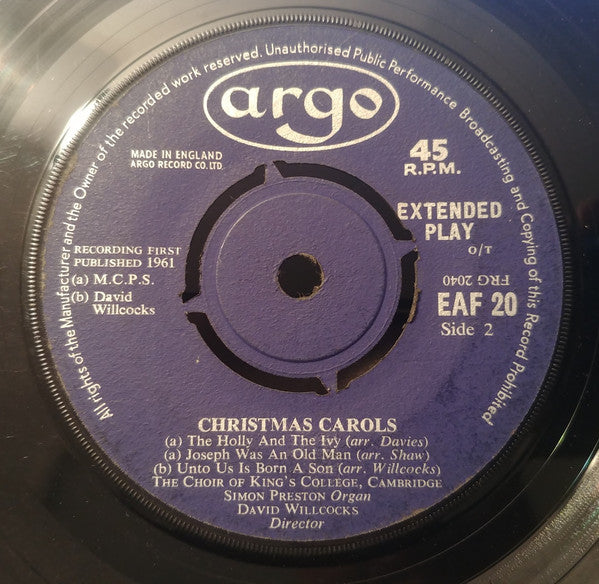 All rights of the Manufacturer and the Owner of the recorded work reserved. Unauthorised Public Performance Broadcasting and Copying of this Record Prohibited
argo
MADE IN ENGLAND
ARGO RECORD CO. LTD.
45
R.P.M.
EXTENDED
PLAY
O/T
RECORDING FIRST
PUBLISHED 1961
(a) M.C.P.S.
(b) David
Willcocks
FRG 2040
EAF 20
Side 2
CHRISTMAS CAROLS
(a) The Holly And The Ivy (arr. Davies)
(a) Joseph Was An Old Man (arr. Shaw)
(b) Unto Us Is Born A Son (arr. Willcocks)
THE CHOIR OF KING'S COLLEGE, CAMBRIDGE
SIMON PRESTON Organ
DAVID WILLCOCKS
Director